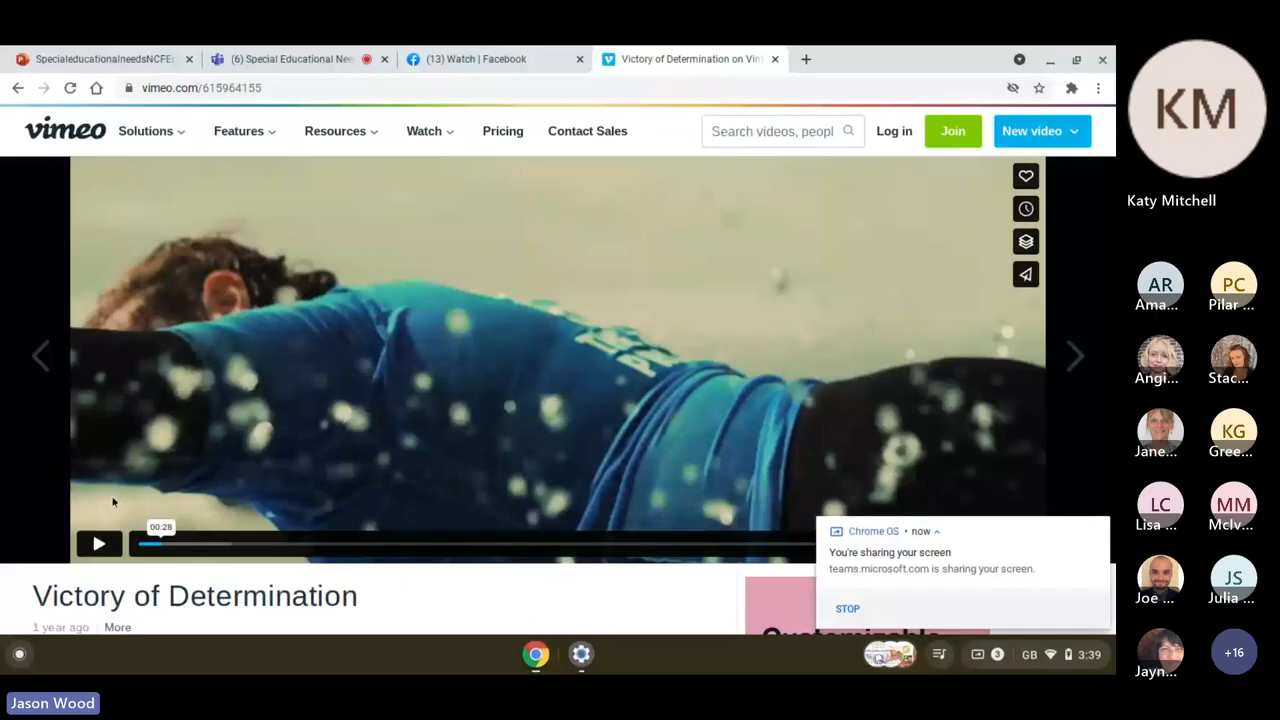 SpecialeducationalneedsNCFE
(6) Special Educational Nee
(13) Watch | Facebook
Victory of Determination on Vim
vimeo.com/615964155
vimeo
Solutions
Features
Resources
Watch
Pricing
Contact Sales
Search videos, peopl
Log in
Join
New video
00:28
Chrome OS • now
You're sharing your screen
teams.microsoft.com is sharing your screen.
STOP
Victory of Determination
1 year ago
More
3
GB
3:39
KM
Katy Mitchell
AR
Ama...
PC
Pilar ...
Angi...
Stac...
Jane...
KG
Gree...
LC
Lisa ...
MM
McIv...
Joe ...
JS
Julia ...
Jayn...
+16
Jason Wood